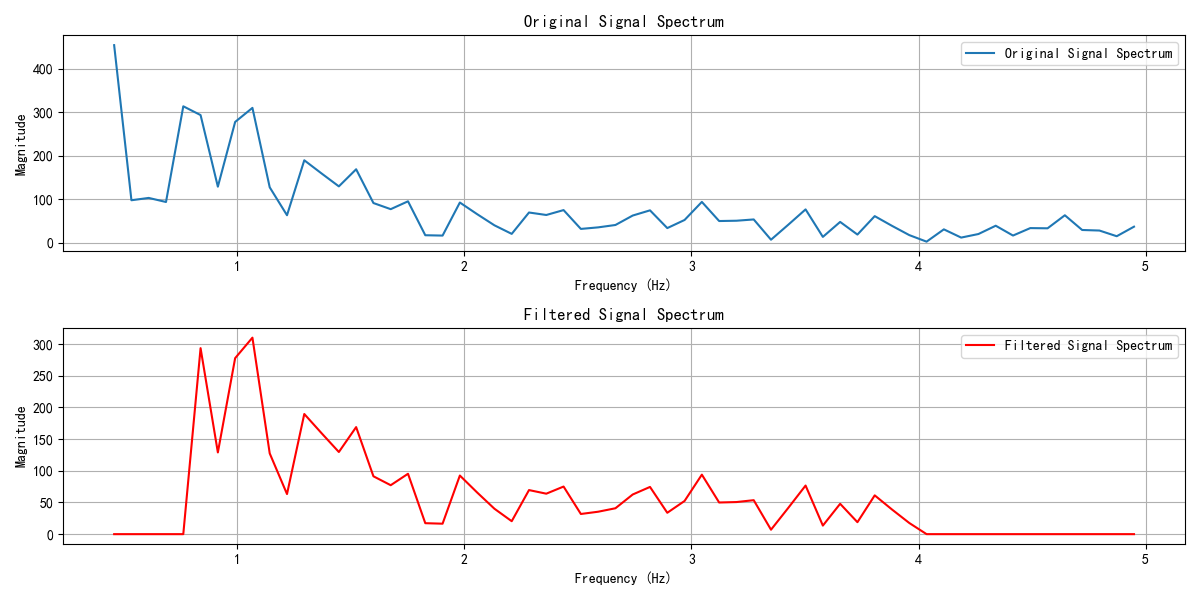 Original Signal Spectrum
Original Signal Spectrum
Magnitude
400
300
200
100
0
1
2
3
4
5
Frequency (Hz)
Filtered Signal Spectrum
Filtered Signal Spectrum
Magnitude
300
250
200
150
100
50
0
1
2
3
4
5
Frequency (Hz)